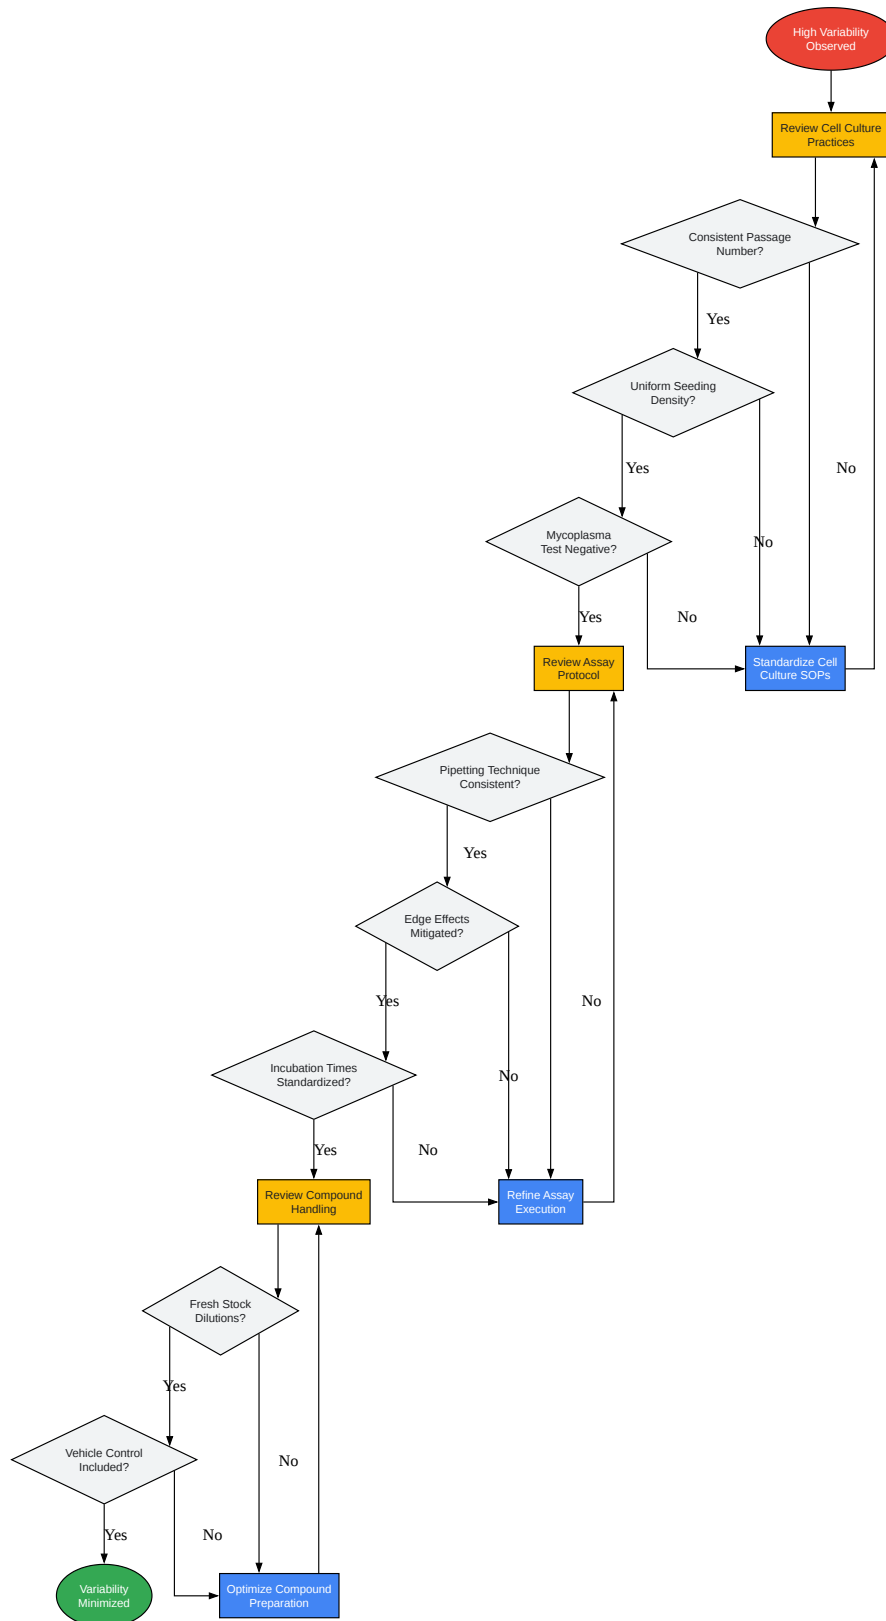 High Variability
Observed
Review Cell Culture
Practices
Consistent Passage
Number?
Yes
Uniform Seeding
Density?
Yes
No
Mycoplasma
Test Negative?
No
Yes
No
Review Assay
Protocol
Standardize Cell
Culture SOPs
Pipetting Technique
Consistent?
Yes
Edge Effects
Mitigated?
Yes
No
Incubation Times
Standardized?
No
Yes
No
Review Compound
Handling
Refine Assay
Execution
Fresh Stock
Dilutions?
Yes
Vehicle Control
Included?
No
Yes
No
Variability
Minimized
Optimize Compound
Preparation